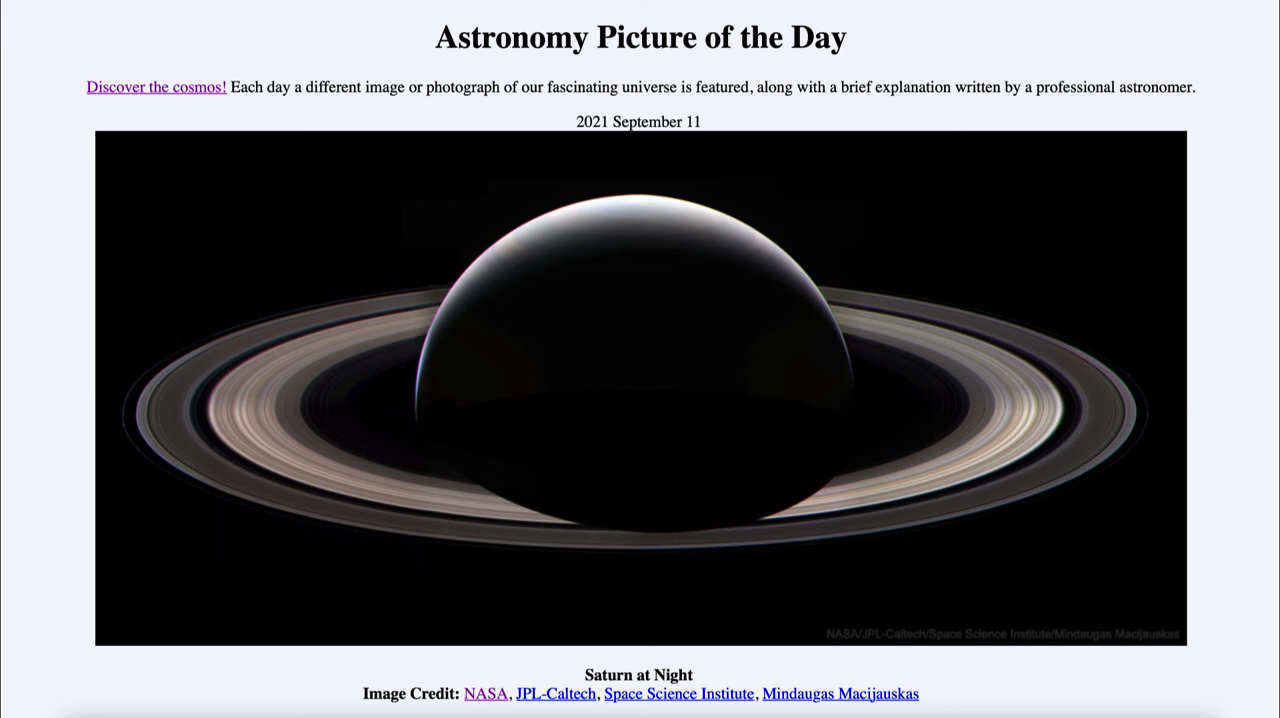 Astronomy Picture of the Day
Discover the cosmos! Each day a different image or photograph of our fascinating universe is featured, along with a brief explanation written by a professional astronomer.
2021 September 11
NASA/JPL-Caltech/Space Science Institute/Mindaugas Macijauskas
Saturn at Night
Image Credit: NASA, JPL-Caltech, Space Science Institute, Mindaugas Macijauskas